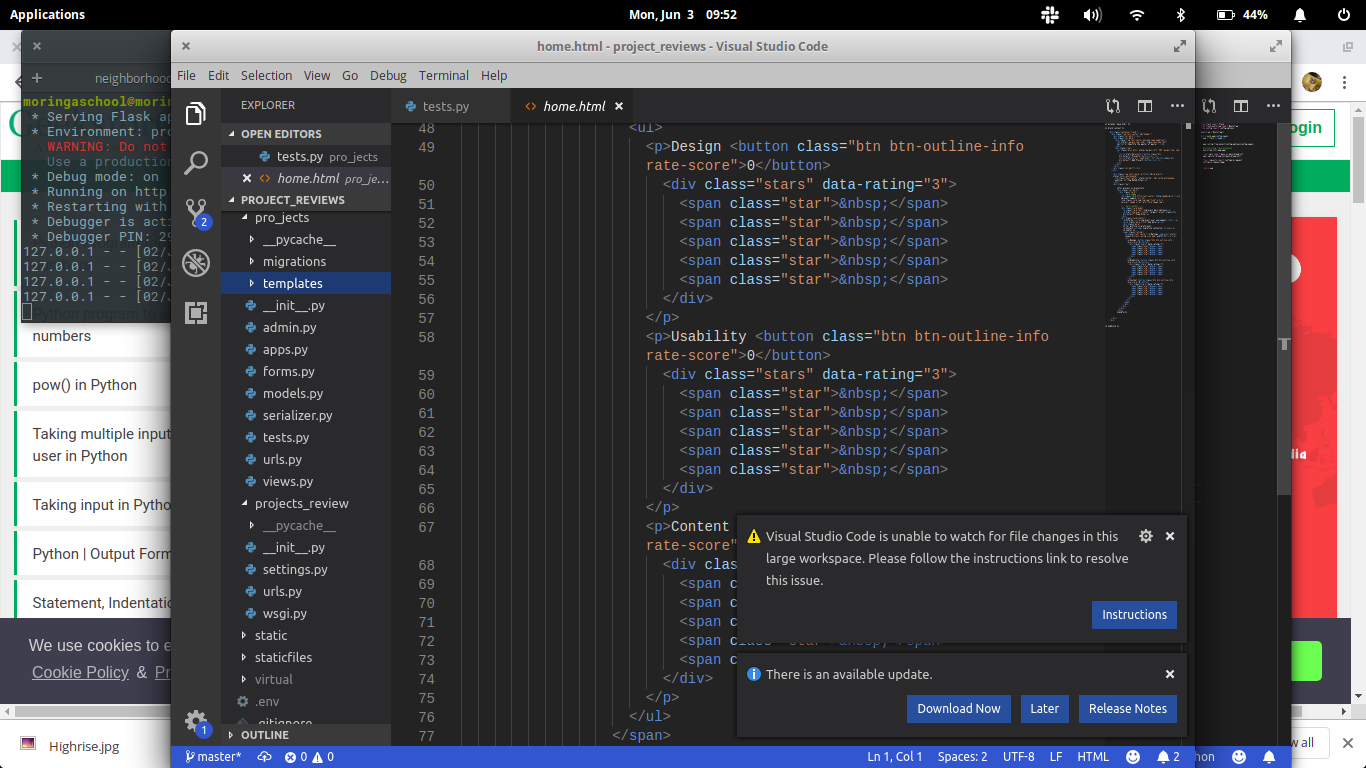 Applications
Mon, Jun 3 09:52
44%
home.html - project_reviews - Visual Studio Code
File Edit Selection View Go Debug Terminal Help
neighborhood
moringaschool@morin
* Serving Flask ap
* Environment: pro
WARNING: Do not
Use a production
* Debug mode: on
* Running on http
* Restarting with
* Debugger is acti
* Debugger PIN: 29
127.0.0.1 - - [02/J
127.0.0.1 - - [02/J
127.0.0.1 - - [02/J
127.0.0.1 - - [02/J
Python program to a
numbers
pow() in Python
Taking multiple input
user in Python
Taking input in Pytho
Python | Output Form
Statement, Indentatio
We use cookies to e
Cookie Policy & Pr
Highrise.jpg
EXPLORER
OPEN EDITORS
tests.py pro_jects
home.html pro_je...
PROJECT_REVIEWS
pro_jects
__pycache__
migrations
templates
__init__.py
admin.py
apps.py
forms.py
models.py
serializer.py
tests.py
urls.py
views.py
projects_review
__pycache__
__init__.py
settings.py
urls.py
wsgi.py
static
staticfiles
virtual
.env
.gitignore
OUTLINE
2
1
tests.py
home.html
48 <ul>
49 <p>Design <button class="btn btn-outline-info
rate-score">0</button>
50 <div class="stars" data-rating="3">
51 <span class="star">&nbsp;</span>
52 <span class="star">&nbsp;</span>
53 <span class="star">&nbsp;</span>
54 <span class="star">&nbsp;</span>
55 <span class="star">&nbsp;</span>
56 </div>
57 </p>
58 <p>Usability <button class="btn btn-outline-info
rate-score">0</button>
59 <div class="stars" data-rating="3">
60 <span class="star">&nbsp;</span>
61 <span class="star">&nbsp;</span>
62 <span class="star">&nbsp;</span>
63 <span class="star">&nbsp;</span>
64 <span class="star">&nbsp;</span>
65 </div>
66 </p>
67 <p>Content
rate-score"
68 <div clas
69 <span c
70 <span c
71 <span c
72 <span c
73 <span c
74 </div>
75 </p>
76 </ul>
77 </span>
Visual Studio Code is unable to watch for file changes in this
large workspace. Please follow the instructions link to resolve
this issue.
Instructions
There is an available update.
Download Now Later Release Notes
master* 0 0 Ln 1, Col 1 Spaces: 2 UTF-8 LF HTML 2
hon
ogin
dia
w all